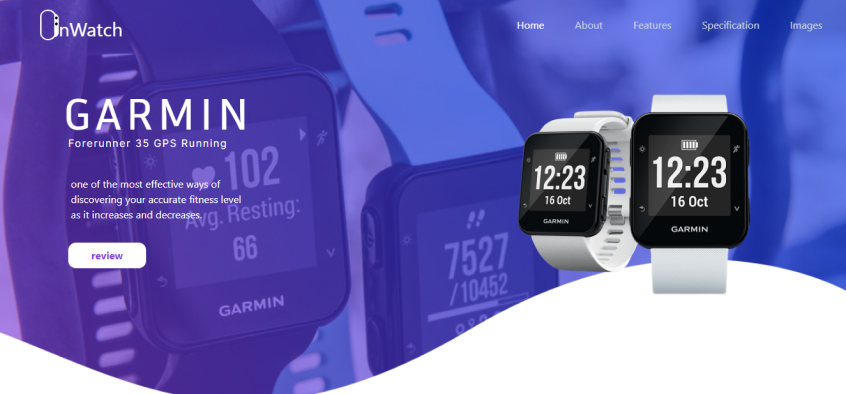 inWatch
Home About Features Specification Images
GARMIN
Forerunner 35 GPS Running
one of the most effective ways of
discovering your accurate fitness level
as it increases and decreases.
review
102
Avg. Resting:
66
GARMIN
7527
/10452
12:23
16 Oct
GARMIN
12:23
16 Oct
GARMIN